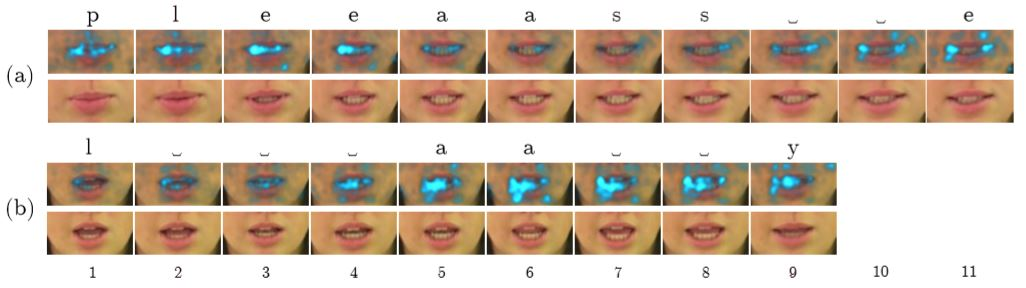 p l e e a a s s ˽ ˽ e
(a)
l ˽ ˽ ˽ a a ˽ ˽ y
(b)
1 2 3 4 5 6 7 8 9 10 11